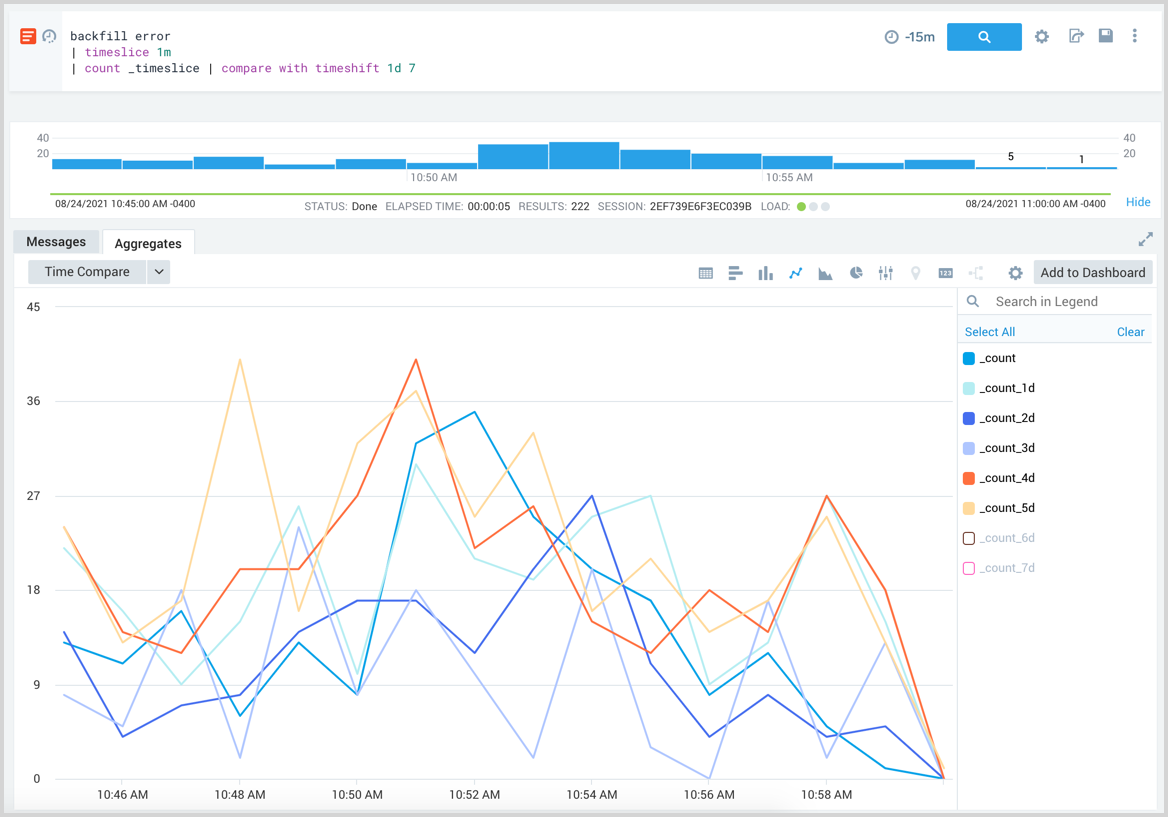 backfill error
| timeslice 1m
| count _timeslice | compare with timeshift 1d 7
-15m
40
20
5
1
40
20
10:50 AM
10:55 AM
08/24/2021 10:45:00 AM -0400
STATUS: Done ELAPSED TIME: 00:00:05 RESULTS: 222 SESSION: 2EF739E6F3EC039B LOAD:
08/24/2021 11:00:00 AM -0400
Hide
Messages
Aggregates
Time Compare
123
Add to Dashboard
Search in Legend
Select All
Clear
_count
_count_1d
_count_2d
_count_3d
_count_4d
_count_5d
_count_6d
_count_7d
45
36
27
18
9
0
10:46 AM
10:48 AM
10:50 AM
10:52 AM
10:54 AM
10:56 AM
10:58 AM